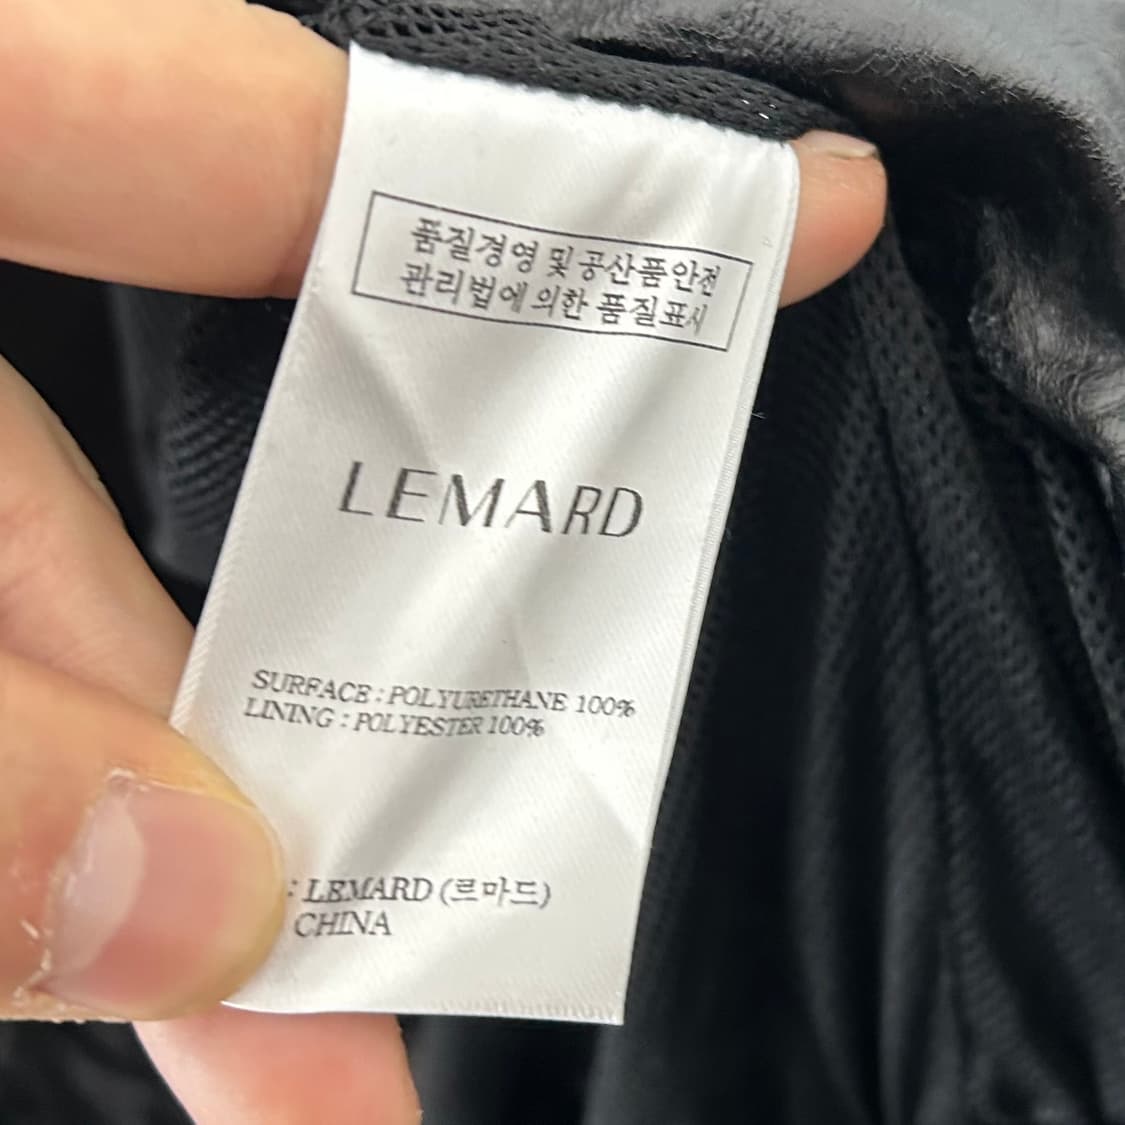 품질경영 및 공산품안전
관리법에 의한 품질표시
LEMARD
SURFACE : POLYURETHANE 100%
LINING : POLYESTER 100%
: LEMARD (르마드)
CHINA